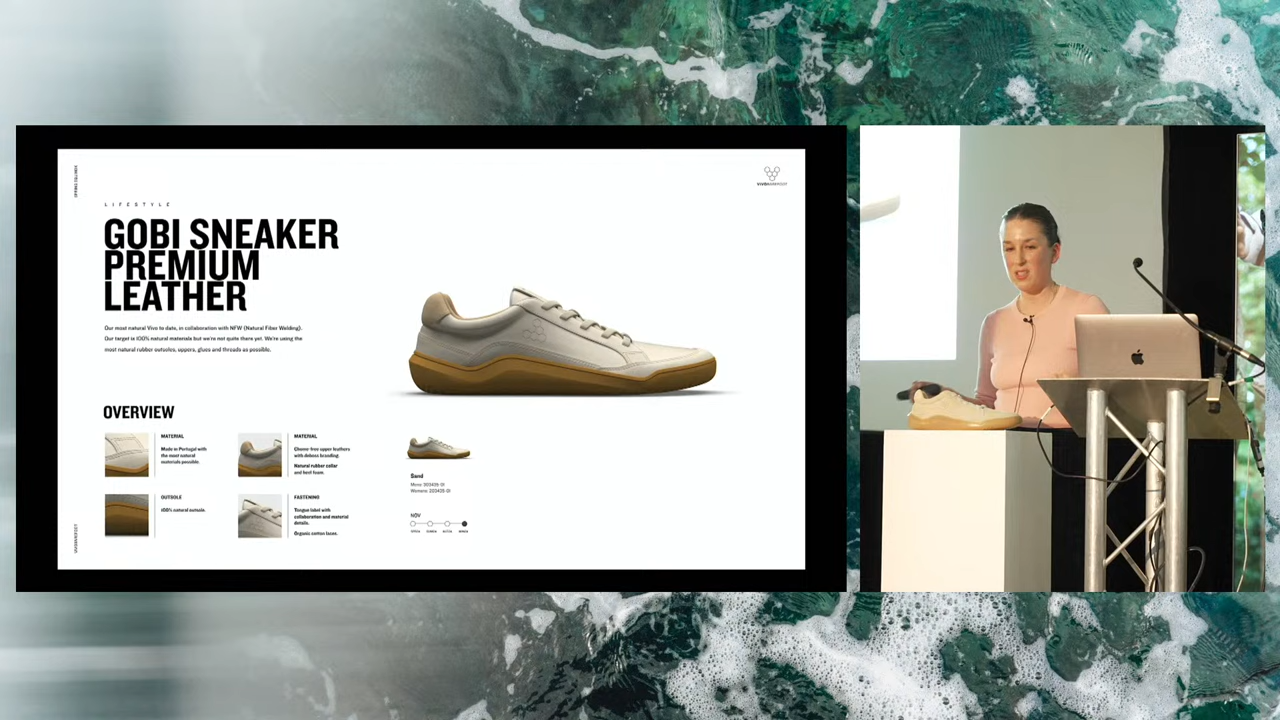 LIFESTYLE
GOBI SNEAKER
PREMIUM
LEATHER
Our most natural Vivo to date, in collaboration with NFW (Natural Fiber Welding).
Our target is 100% natural materials but we're not quite there yet. We're using the
most natural rubber outsoles, uppers, glues and threads as possible.
OVERVIEW
MATERIAL
Made in Portugal with
the most natural
materials possible.
MATERIAL
Chrome-free upper leathers
with deboss branding.
Natural rubber collar
and heel foam.
OUTSOLE
100% natural outsole.
FASTENING
Tongue label with
collaboration and material
details.
Organic cotton laces.
Sand
NOV
VIVOBAREFOOT